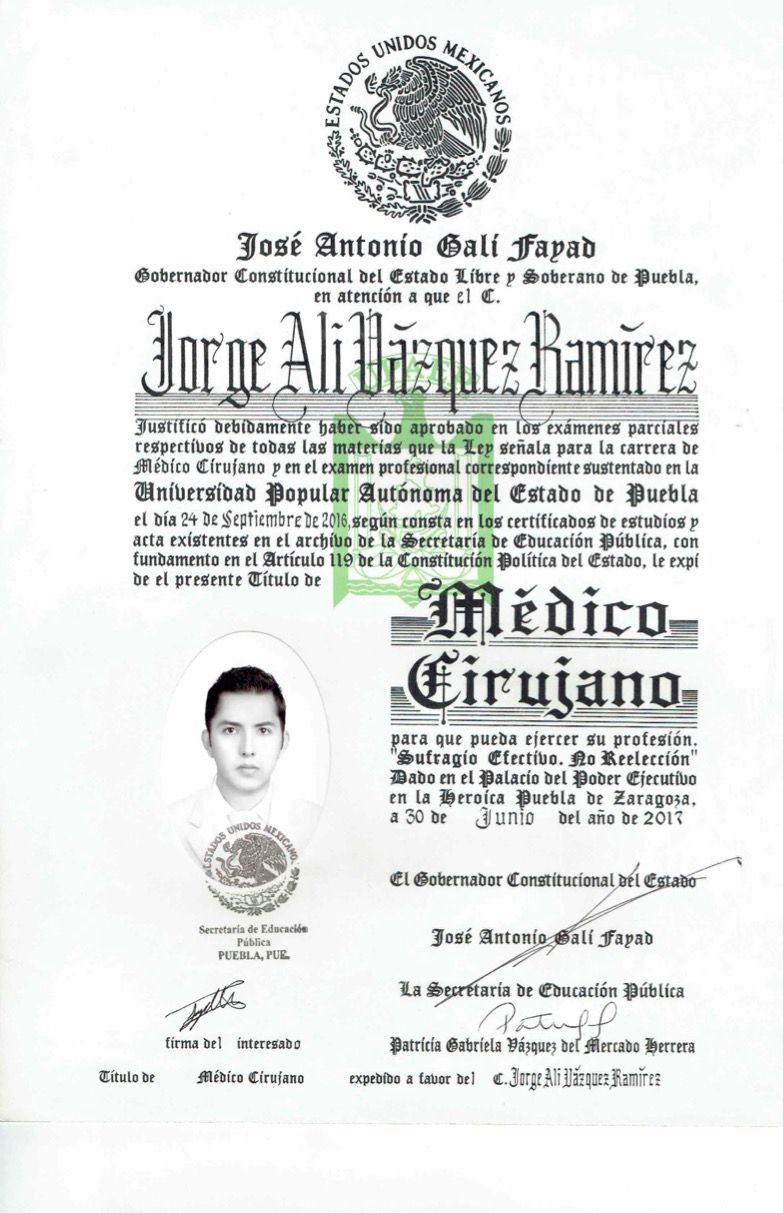 ESTADOS UNIDOS MEXICANOS
José Antonio Gali Fayad
Gobernador Constitucional del Estado Libre y Soberano de Puebla,
en atención a que el C.
Jorge Ali Vázquez Ramírez
UPAEP
Justificó debidamente haber sido aprobado en los exámenes parciales
respectivos de todas las materias que la Ley señala para la carrera de
Médico Cirujano y en el examen profesional correspondiente sustentado en la
Universidad Popular Autónoma del Estado de Puebla
el día 24 de Septiembre de 2016, según consta en los certificados de estudios y
acta existentes en el archivo de la Secretaría de Educación Pública, con
fundamento en el Artículo 119 de la Constitución Política del Estado, le expi
de el presente Título de
Médico
Cirujano
para que pueda ejercer su profesión.
"Sufragio Efectivo. No Reelección"
Dado en el Palacio del Poder Ejecutivo
en la Heroica Puebla de Zaragoza,
a 30 de Junio del año de 2017
ESTADOS UNIDOS MEXICANOS
Secretaría de Educación
Pública
PUEBLA, PUE.
El Gobernador Constitucional del Estado
José Antonio Gali Fayad
La Secretaria de Educación Pública
Patricia Gabriela Vázquez del Mercado Herrera
firma del interesado
Título de Médico Cirujano expedido a favor del C. Jorge Ali Vázquez Ramírez